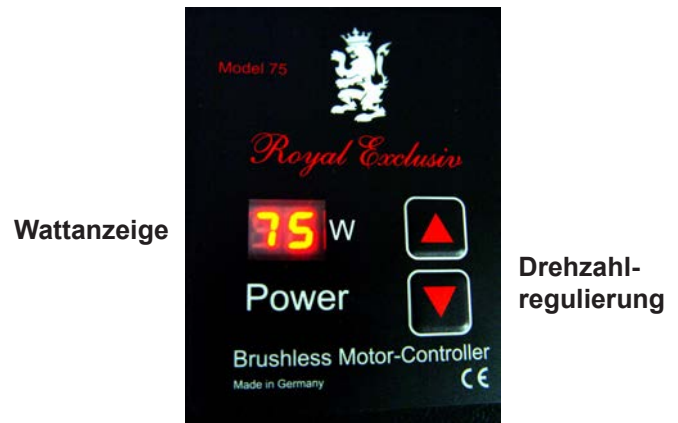 Model 75
Royal Exclusiv
Wattanzeige
75 W
Drehzahl-
regulierung
Power
Brushless Motor-Controller
Made in Germany
CE